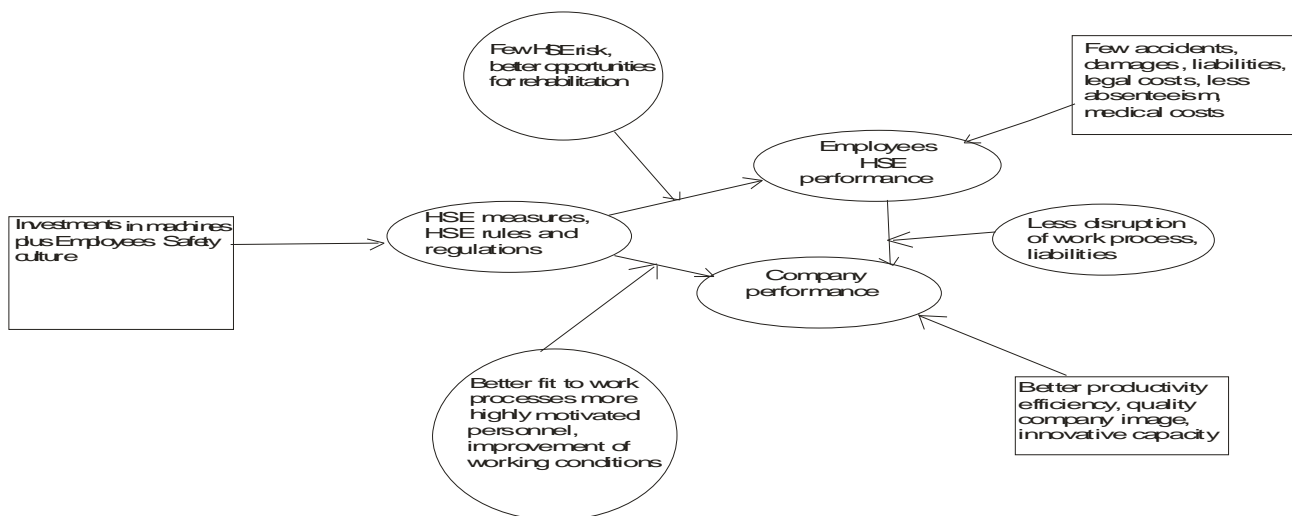 Few HSE risk,
better opportunities
for rehabilitation
Few accidents,
damages, liabilities,
legal costs, less
absenteeism,
medical costs
Employees
HSE
performance
Investments in machines
plus Employees Safety
culture
HSE measures,
HSE rules and
regulations
Less disruption
of work process,
liabilities
Company
performance
Better fit to work
processes more
highly motivated
personnel,
improvement of
working conditions
Better productivity
efficiency, quality
company image,
innovative capacity